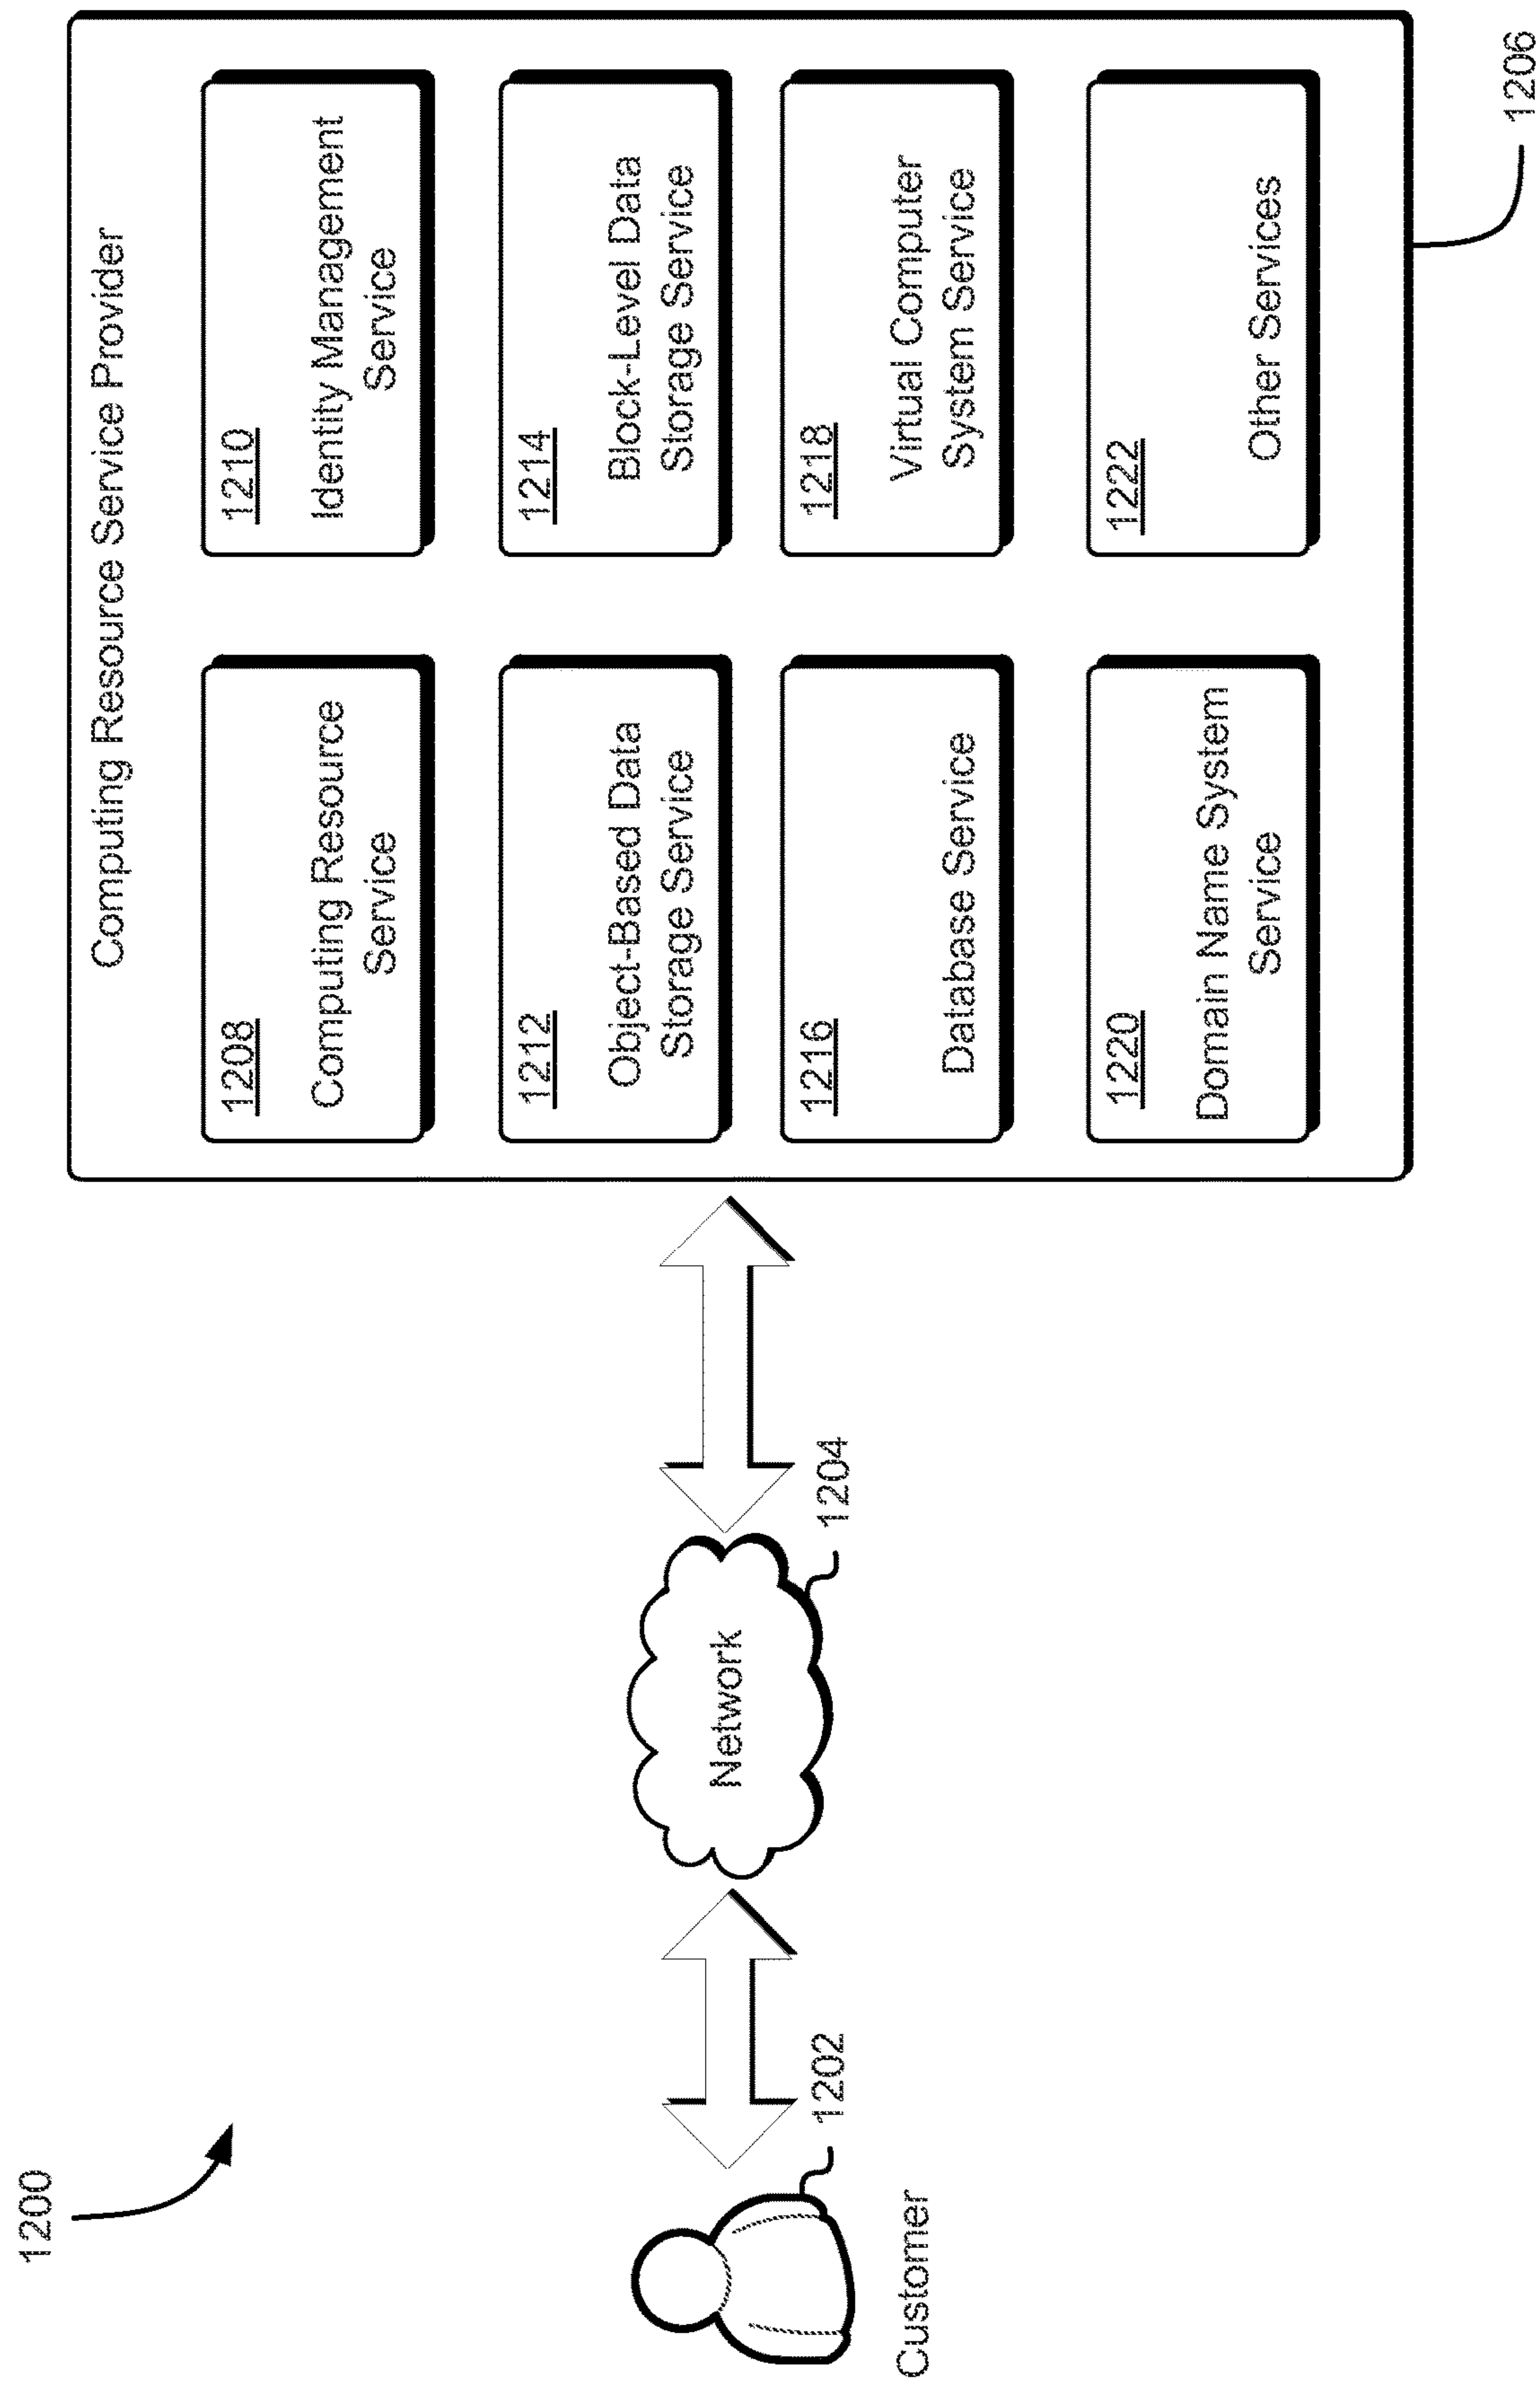 1200
Customer
1202
Network
1204
Computing Resource Service Provider
1208
Computing Resource
Service
1210
Identity Management
Service
1212
Object-Based Data
Storage Service
1214
Block-Level Data
Storage Service
1216
Database Service
1218
Virtual Computer
System Service
1220
Domain Name System
Service
1222
Other Services
1206